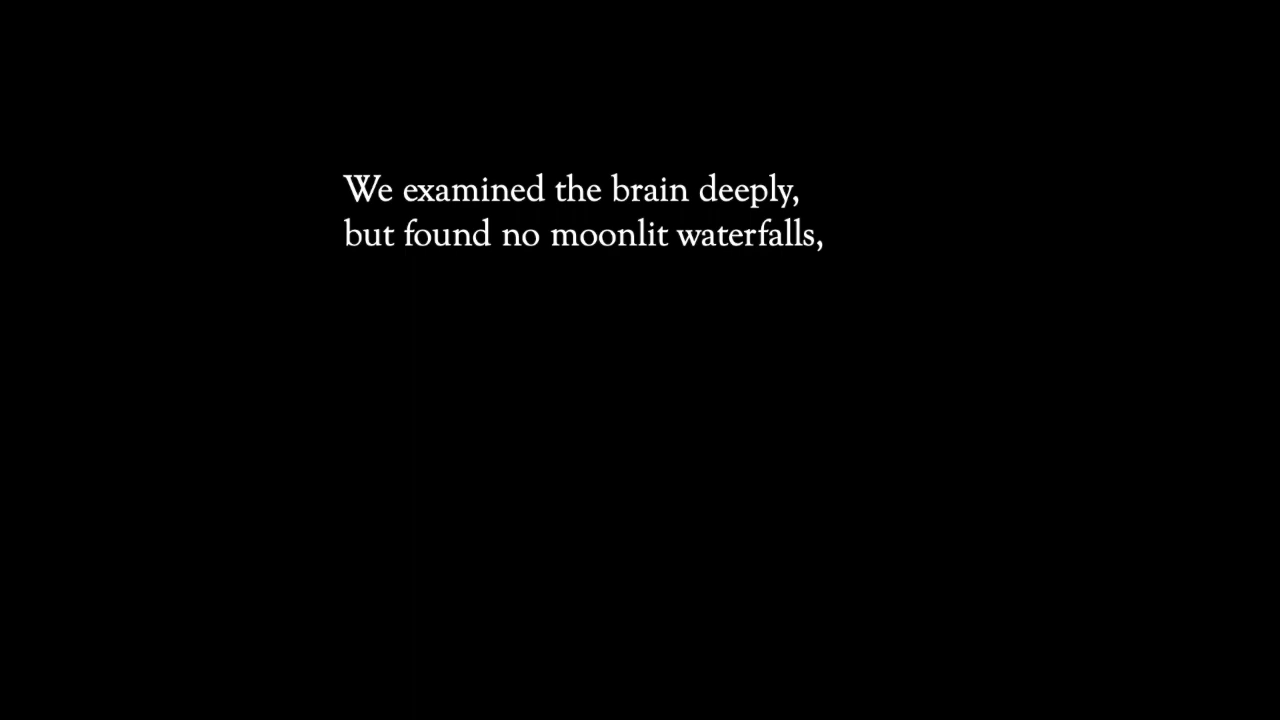 We examined the brain deeply,
but found no moonlit waterfalls,